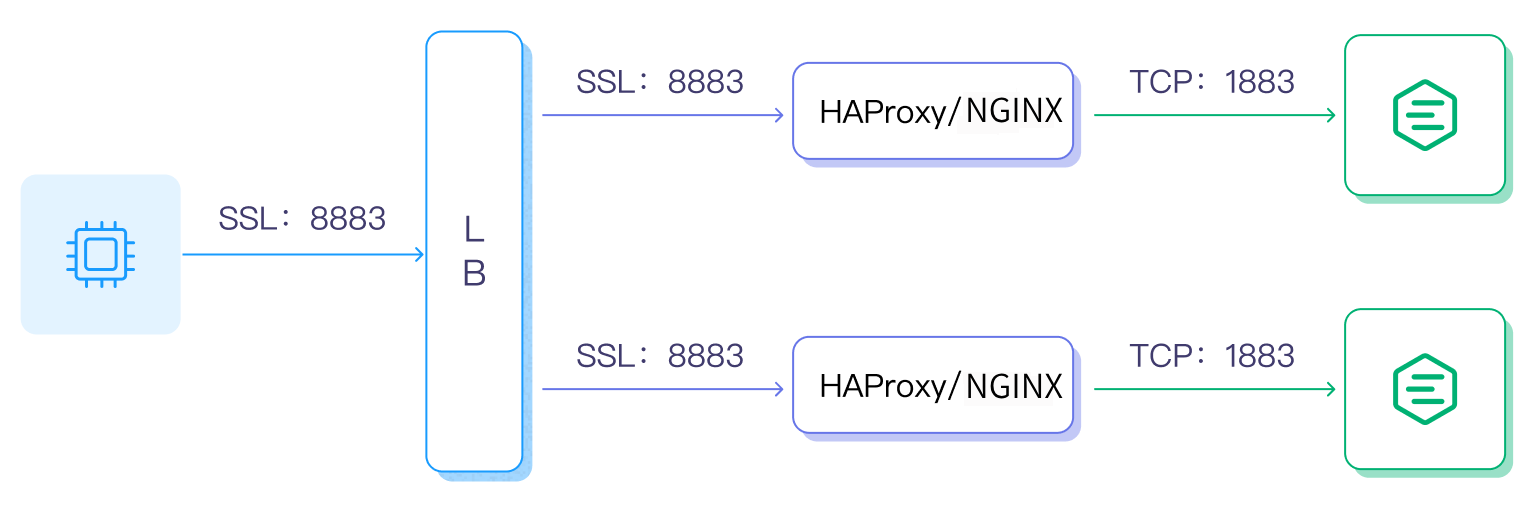 SSL： 8883
L
B
SSL： 8883
HAProxy/NGINX
TCP： 1883
SSL： 8883
HAProxy/NGINX
TCP： 1883